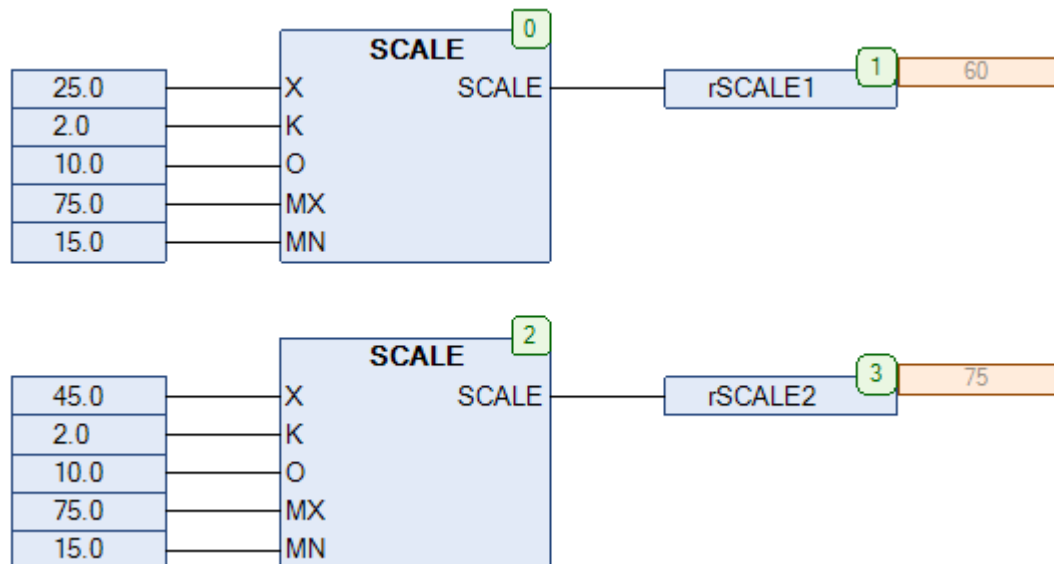 0
SCALE
1
60
25.0 X SCALE rSCALE1
2.0 K
10.0 O
75.0 MX
15.0 MN
2
SCALE
3
75
45.0 X SCALE rSCALE2
2.0 K
10.0 O
75.0 MX
15.0 MN